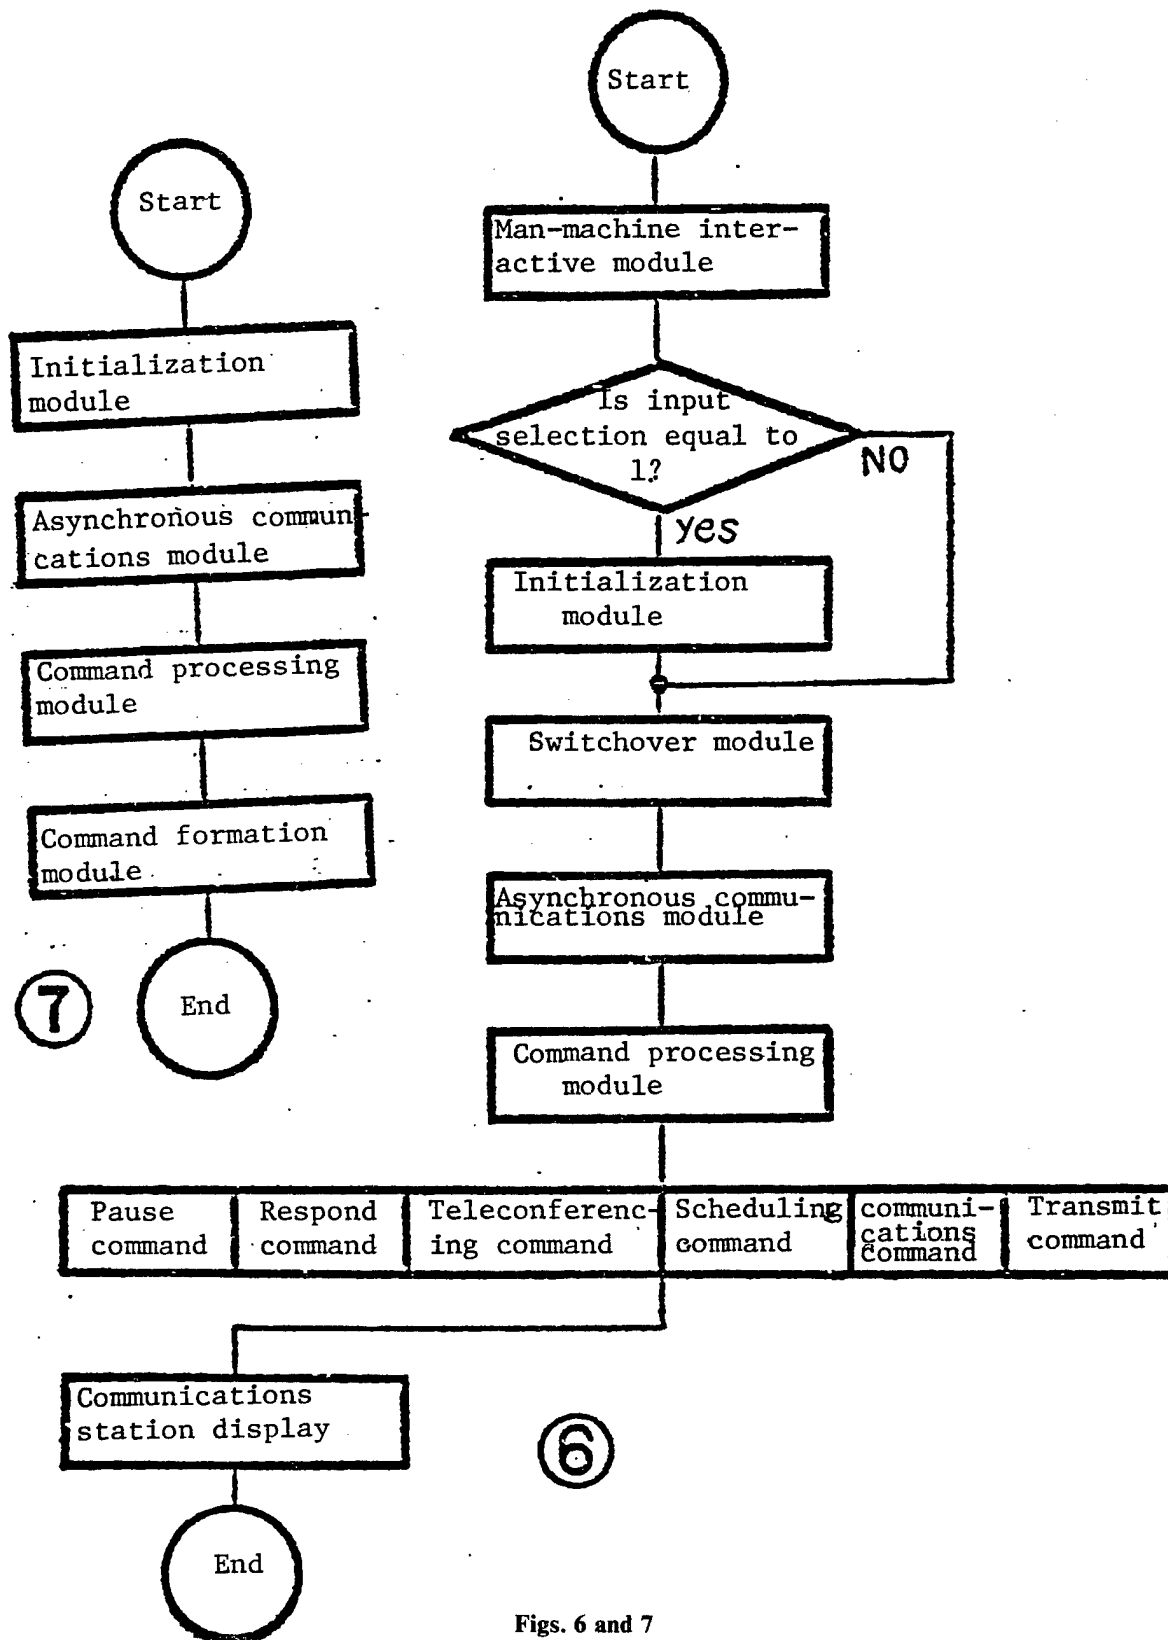 Start
Initialization
module
Asynchronous communi-
cations module
Command processing
module
Command formation
module
End
7
Start
Man-machine inter-
active module
Is input
selection equal to
1?
NO
yes
Initialization
module
Switchover module
Asynchronous commu-
nications module
Command processing
module
Pause
command
Respond
command
Teleconferenc-
ing command
Scheduling
command
communi-
cations
command
Transmit
command
Communications
station display
6
End
Figs. 6 and 7